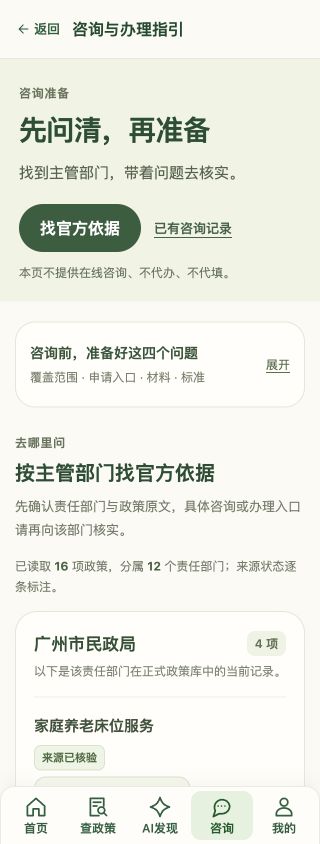 ← 返回 咨询与办理指引
咨询准备
先问清，再准备
找到主管部门，带着问题去核实。
找官方依据 已有咨询记录
本页不提供在线咨询、不代办、不代填。
咨询前，准备好这四个问题
覆盖范围 · 申请入口 · 材料 · 标准
展开
去哪里问
按主管部门找官方依据
先确认责任部门与政策原文，具体咨询或办理入口
请再向该部门核实。
已读取 16 项政策，分属 12 个责任部门；来源状态逐
条标注。
广州市民政局 4 项
以下是该责任部门在正式政策库中的当前记录。
家庭养老床位服务
来源已核验
首页 查政策 AI发现 咨询 我的